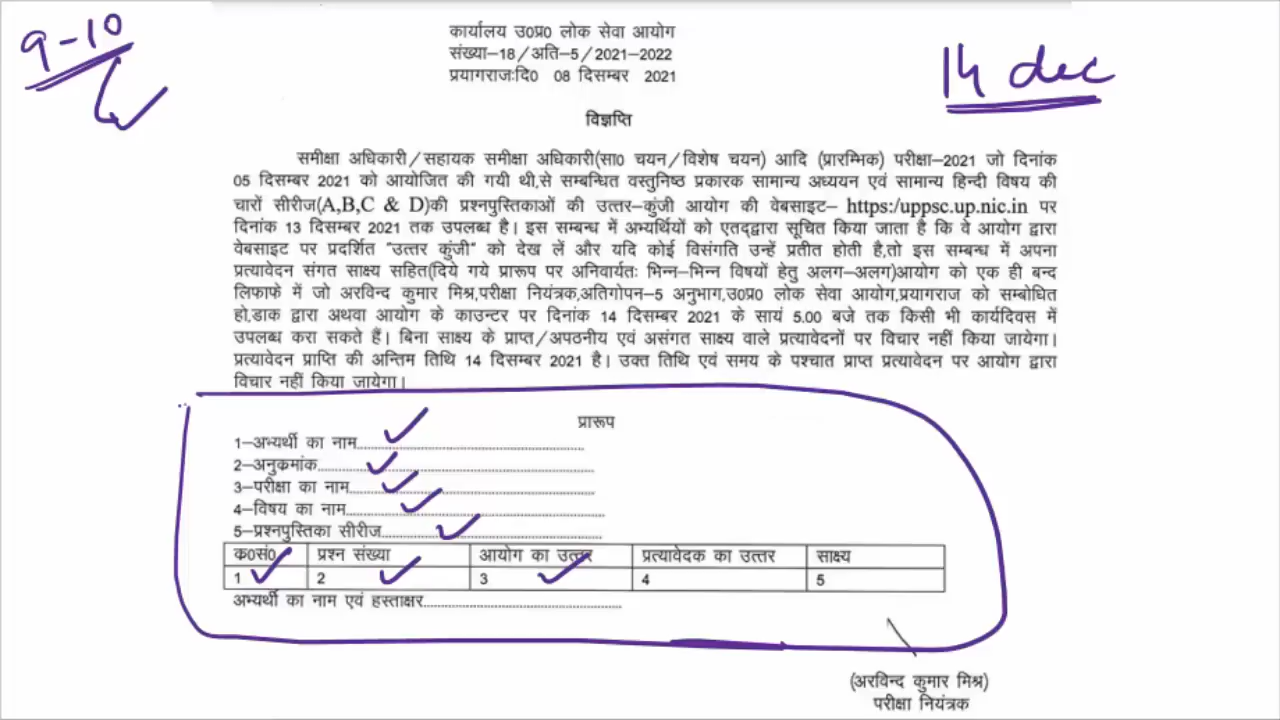 9-10
कार्यालय उ0प्र0 लोक सेवा आयोग
संख्या–18/अति–5/2021–2022
प्रयागराज:दि0 08 दिसम्बर 2021
14 dec
विज्ञप्ति
समीक्षा अधिकारी/सहायक समीक्षा अधिकारी(सा0 चयन/विशेष चयन) आदि (प्रारम्भिक) परीक्षा–2021 जो दिनांक
05 दिसम्बर 2021 को आयोजित की गयी थी,से सम्बन्धित वस्तुनिष्ठ प्रकारक सामान्य अध्ययन एवं सामान्य हिन्दी विषय की
चारों सीरीज(A,B,C & D)की प्रश्नपुस्तिकाओं की उत्तर–कुंजी आयोग की वेबसाइट– https:/uppsc.up.nic.in पर
दिनांक 13 दिसम्बर 2021 तक उपलब्ध है। इस सम्बन्ध में अभ्यर्थियों को एतद्द्वारा सूचित किया जाता है कि वे आयोग द्वारा
वेबसाइट पर प्रदर्शित "उत्तर कुंजी" को देख लें और यदि कोई विसंगति उन्हें प्रतीत होती है,तो इस सम्बन्ध में अपना
प्रत्यावेदन संगत साक्ष्य सहित(दिये गये प्रारूप पर अनिवार्यतः भिन्न–भिन्न विषयों हेतु अलग–अलग)आयोग को एक ही बन्द
लिफाफे में जो अरविन्द कुमार मिश्र,परीक्षा नियंत्रक,अतिगोपन–5 अनुभाग,उ0प्र0 लोक सेवा आयोग,प्रयागराज को सम्बोधित
हो,डाक द्वारा अथवा आयोग के काउन्टर पर दिनांक 14 दिसम्बर 2021 के सायं 5.00 बजे तक किसी भी कार्यदिवस में
उपलब्ध करा सकते हैं। बिना साक्ष्य के प्राप्त/अपठनीय एवं असंगत साक्ष्य वाले प्रत्यावेदनों पर विचार नहीं किया जायेगा।
प्रत्यावेदन प्राप्ति की अन्तिम तिथि 14 दिसम्बर 2021 है। उक्त तिथि एवं समय के पश्चात प्राप्त प्रत्यावेदन पर आयोग द्वारा
विचार नहीं किया जायेगा।
प्रारूप
1–अभ्यर्थी का नाम
2–अनुक्रमांक
3–परीक्षा का नाम
4–विषय का नाम
5–प्रश्नपुस्तिका सीरीज
क0सं0 प्रश्न संख्या आयोग का उत्तर प्रत्यावेदक का उत्तर साक्ष्य
1 2 3 4 5
अभ्यर्थी का नाम एवं हस्ताक्षर
(अरविन्द कुमार मिश्र)
परीक्षा नियंत्रक